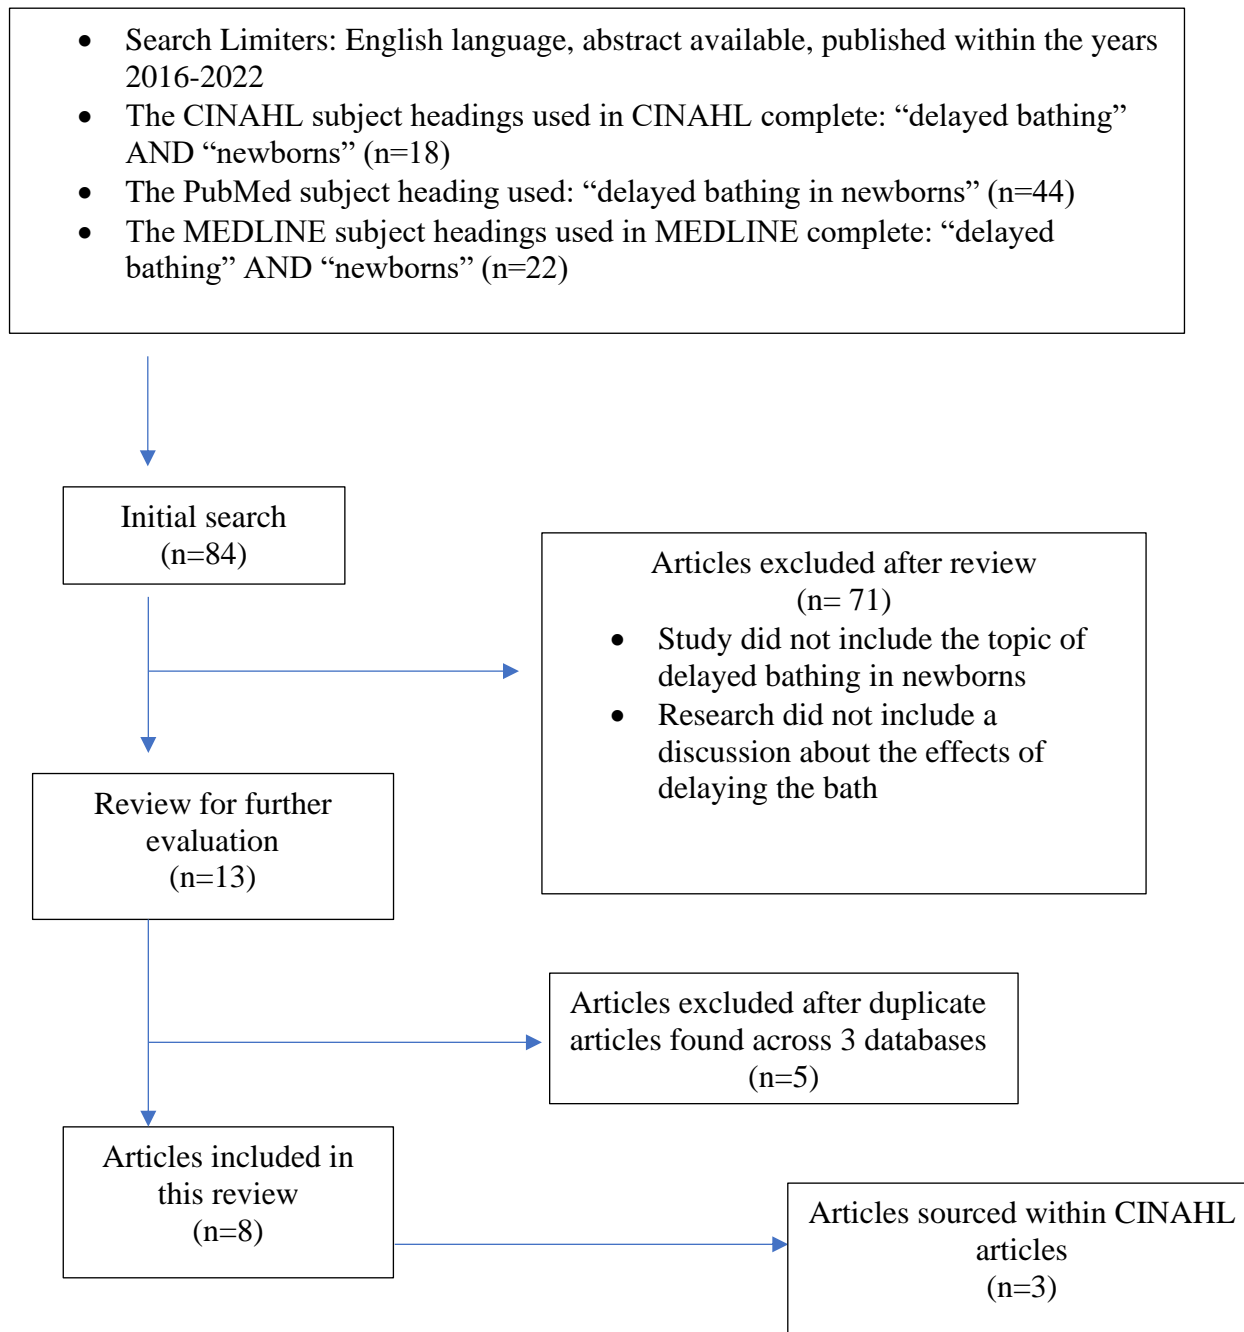 • Search Limiters: English language, abstract available, published within the years
2016-2022
• The CINAHL subject headings used in CINAHL complete: “delayed bathing”
AND “newborns” (n=18)
• The PubMed subject heading used: “delayed bathing in newborns” (n=44)
• The MEDLINE subject headings used in MEDLINE complete: “delayed
bathing” AND “newborns” (n=22)
Initial search
(n=84)
Articles excluded after review
(n= 71)
• Study did not include the topic of
delayed bathing in newborns
• Research did not include a
discussion about the effects of
delaying the bath
Review for further
evaluation
(n=13)
Articles excluded after duplicate
articles found across 3 databases
(n=5)
Articles included in
this review
(n=8)
Articles sourced within CINAHL
articles
(n=3)